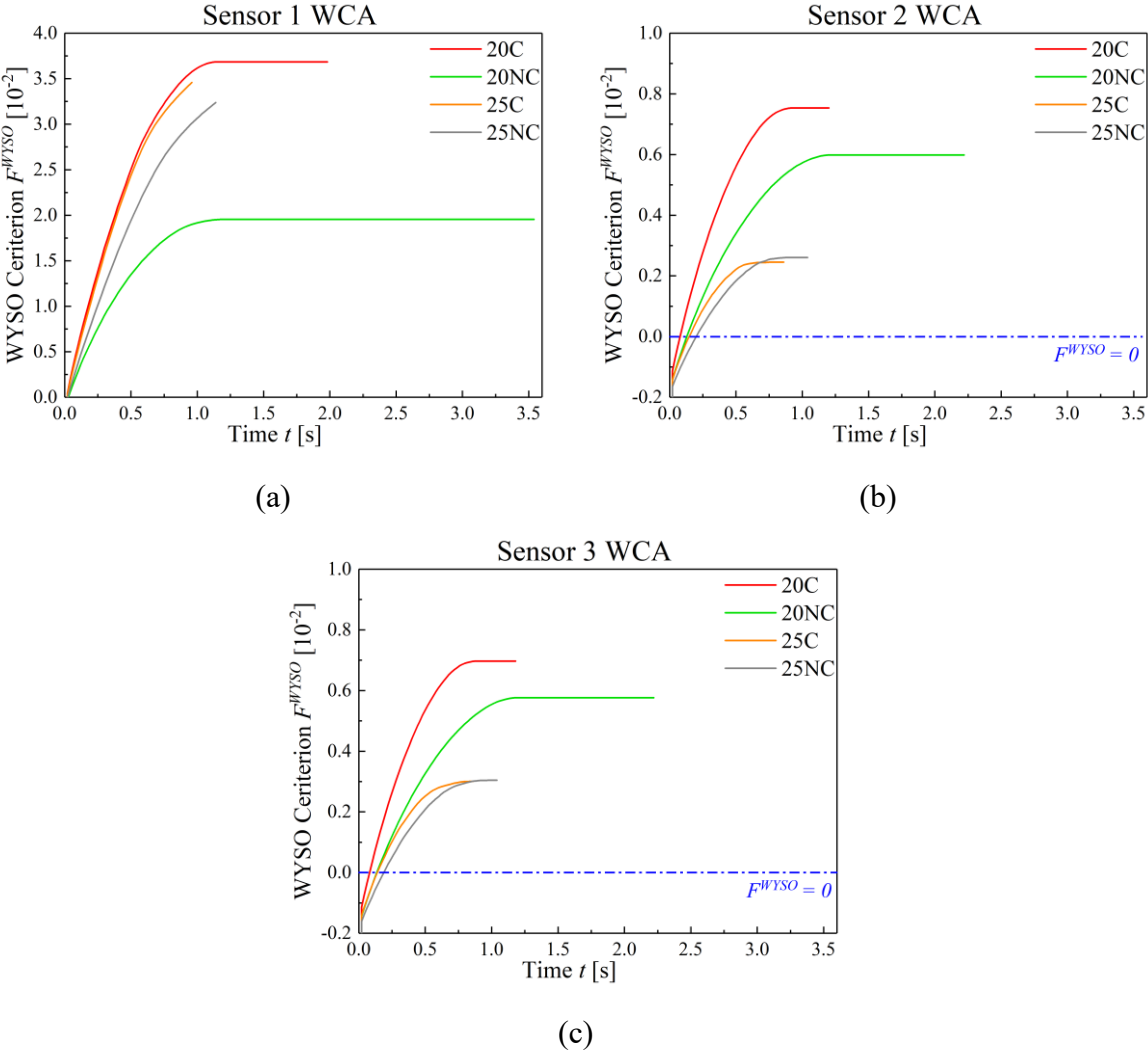 Sensor 1 WCA
WYSO Ceriterion F^WYSO [10^-2]
4.0
3.5
3.0
2.5
2.0
1.5
1.0
0.5
0.0
20C
20NC
25C
25NC
0.0 0.5 1.0 1.5 2.0 2.5 3.0 3.5
Time t [s]
(a)
Sensor 2 WCA
WYSO Ceriterion F^WYSO [10^-2]
1.0
0.8
0.6
0.4
0.2
0.0
-0.2
20C
20NC
25C
25NC
F^WYSO = 0
0.0 0.5 1.0 1.5 2.0 2.5 3.0 3.5
Time t [s]
(b)
Sensor 3 WCA
WYSO Ceriterion F^WYSO [10^-2]
1.0
0.8
0.6
0.4
0.2
0.0
-0.2
20C
20NC
25C
25NC
F^WYSO = 0
0.0 0.5 1.0 1.5 2.0 2.5 3.0 3.5
Time t [s]
(c)